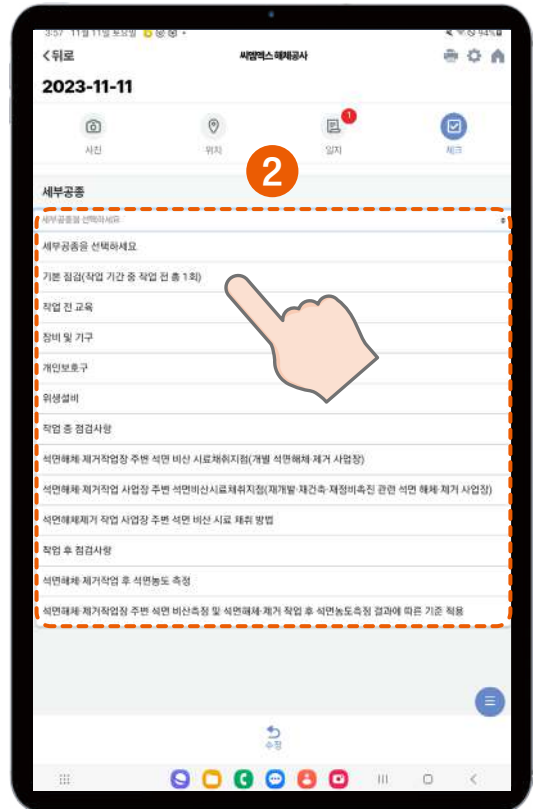 3:57 11월 11일 토요일
94%
뒤로
씨엠엑스 해체공사
2023-11-11
1
사진
위치
일지
체크
2
세부공종
세부공종을 선택하세요
세부공종을 선택하세요
기본 점검(작업 기간 중 작업 전 총 1회)
작업 전 교육
장비 및 기구
개인보호구
위생설비
작업 중 점검사항
석면해체·제거작업장 주변 석면 비산 시료채취지점(개별 석면해체·제거 사업장)
석면해체·제거작업 사업장 주변 석면비산시료채취지점(재개발·재건축·재정비촉진 관련 석면 해체·제거 사업장)
석면해체제거 작업 사업장 주변 석면 비산 시료 채취 방법
작업 후 점검사항
석면해체·제거작업 후 석면농도 측정
석면해체·제거작업장 주변 석면 비산측정 및 석면해체·제거 작업 후 석면농도측정 결과에 따른 기준 적용
수정